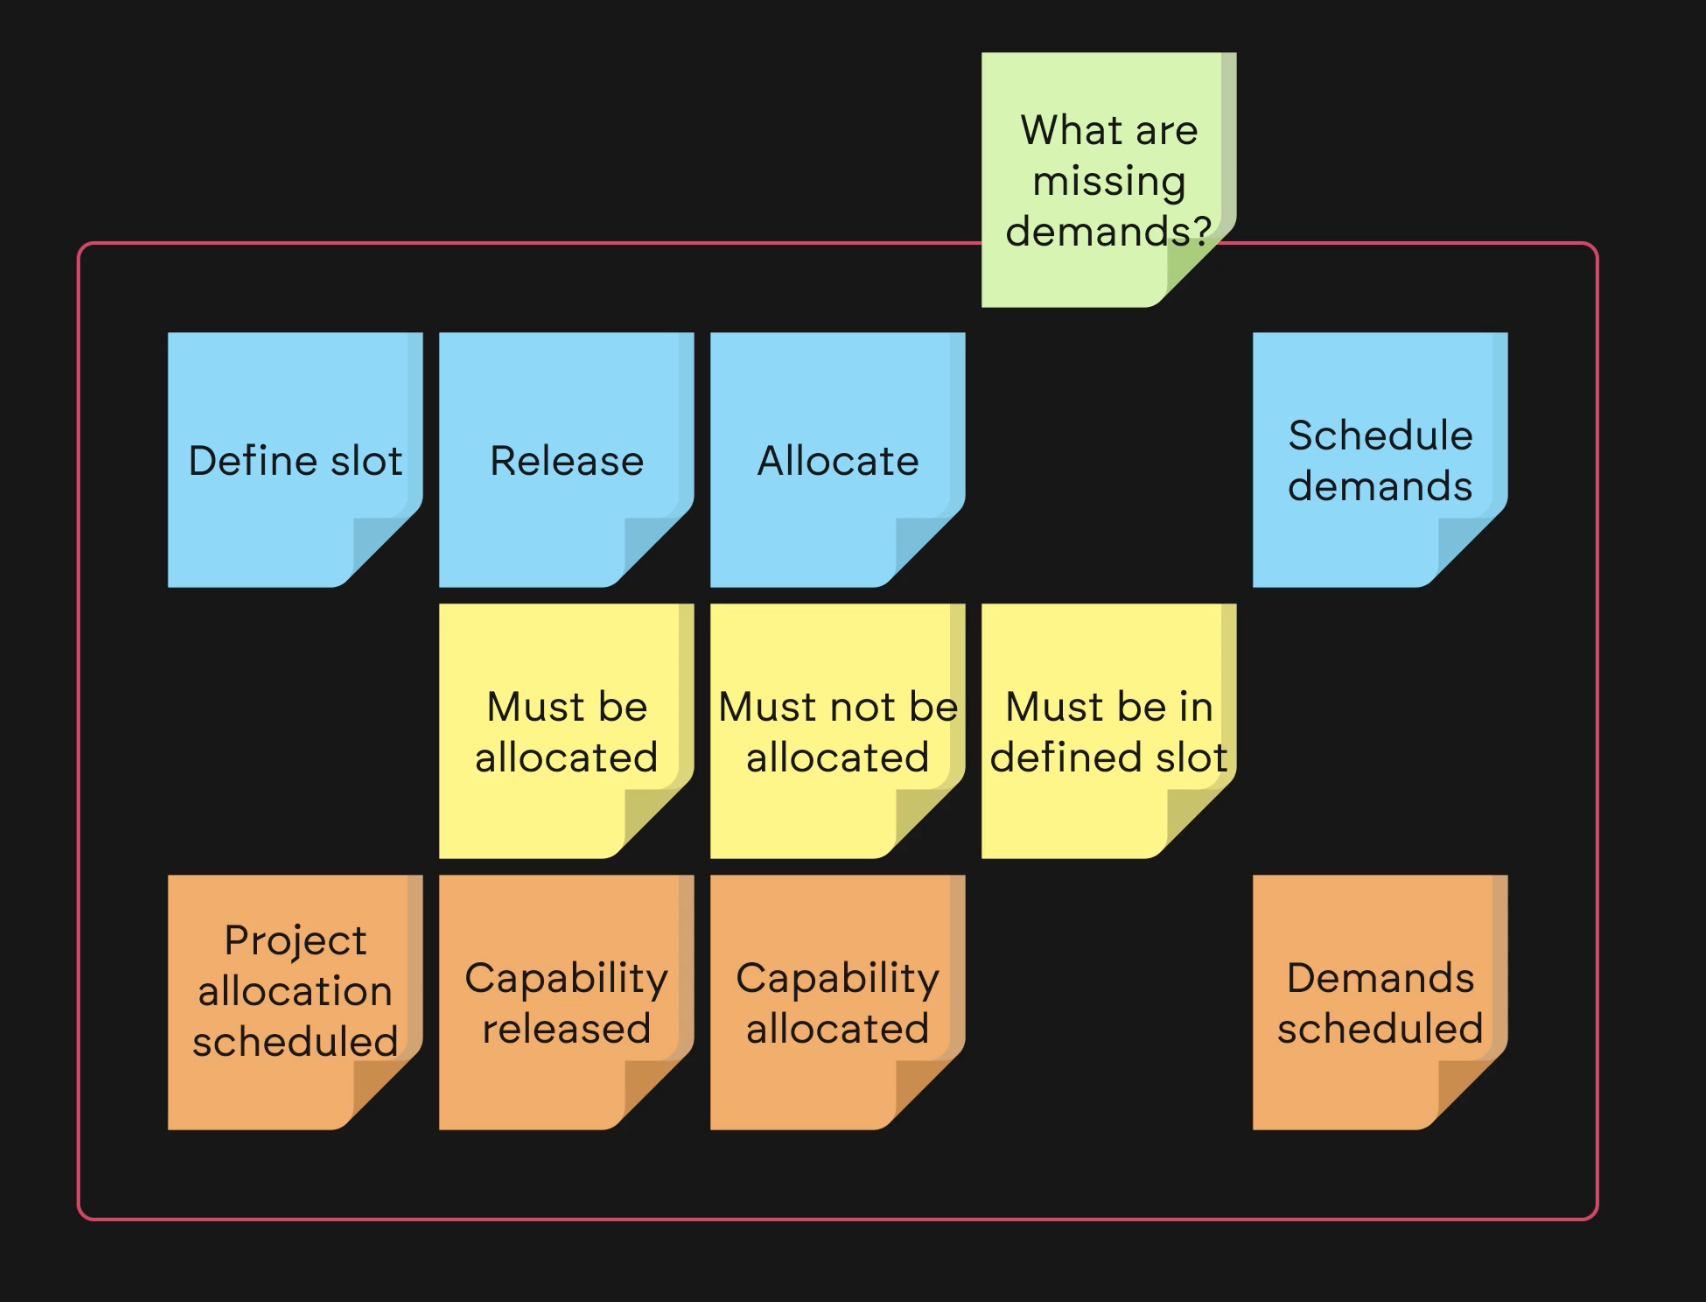 What are
missing
demands?
Define slot
Release
Allocate
Schedule
demands
Must be
allocated
Must not be
allocated
Must be in
defined slot
Project
allocation
scheduled
Capability
released
Capability
allocated
Demands
scheduled